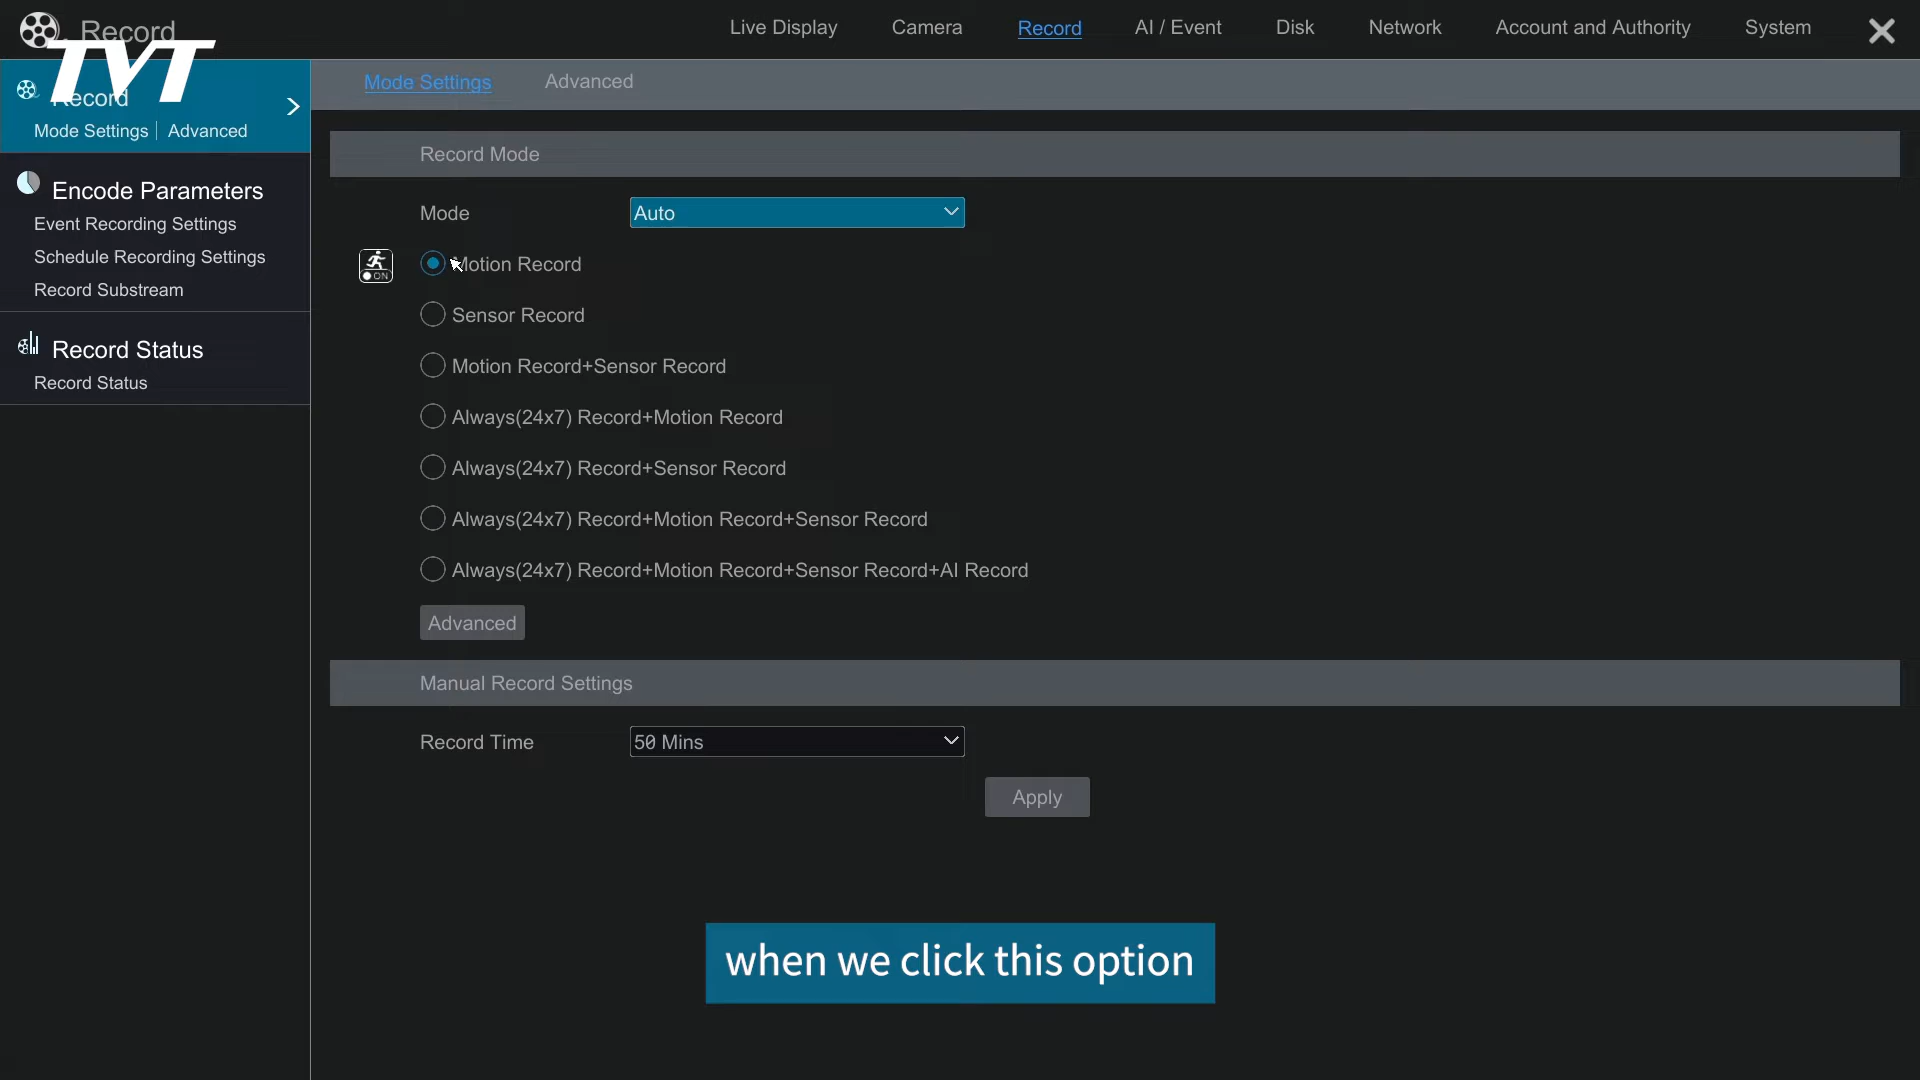 Record
Live Display
Camera
Record
AI / Event
Disk
Network
Account and Authority
System
TVT
Record
Mode Settings | Advanced
Encode Parameters
Event Recording Settings
Schedule Recording Settings
Record Substream
Record Status
Record Status
Mode Settings
Advanced
Record Mode
Mode
Auto
ON
Motion Record
Sensor Record
Motion Record+Sensor Record
Always(24x7) Record+Motion Record
Always(24x7) Record+Sensor Record
Always(24x7) Record+Motion Record+Sensor Record
Always(24x7) Record+Motion Record+Sensor Record+AI Record
Advanced
Manual Record Settings
Record Time
50 Mins
Apply
when we click this option